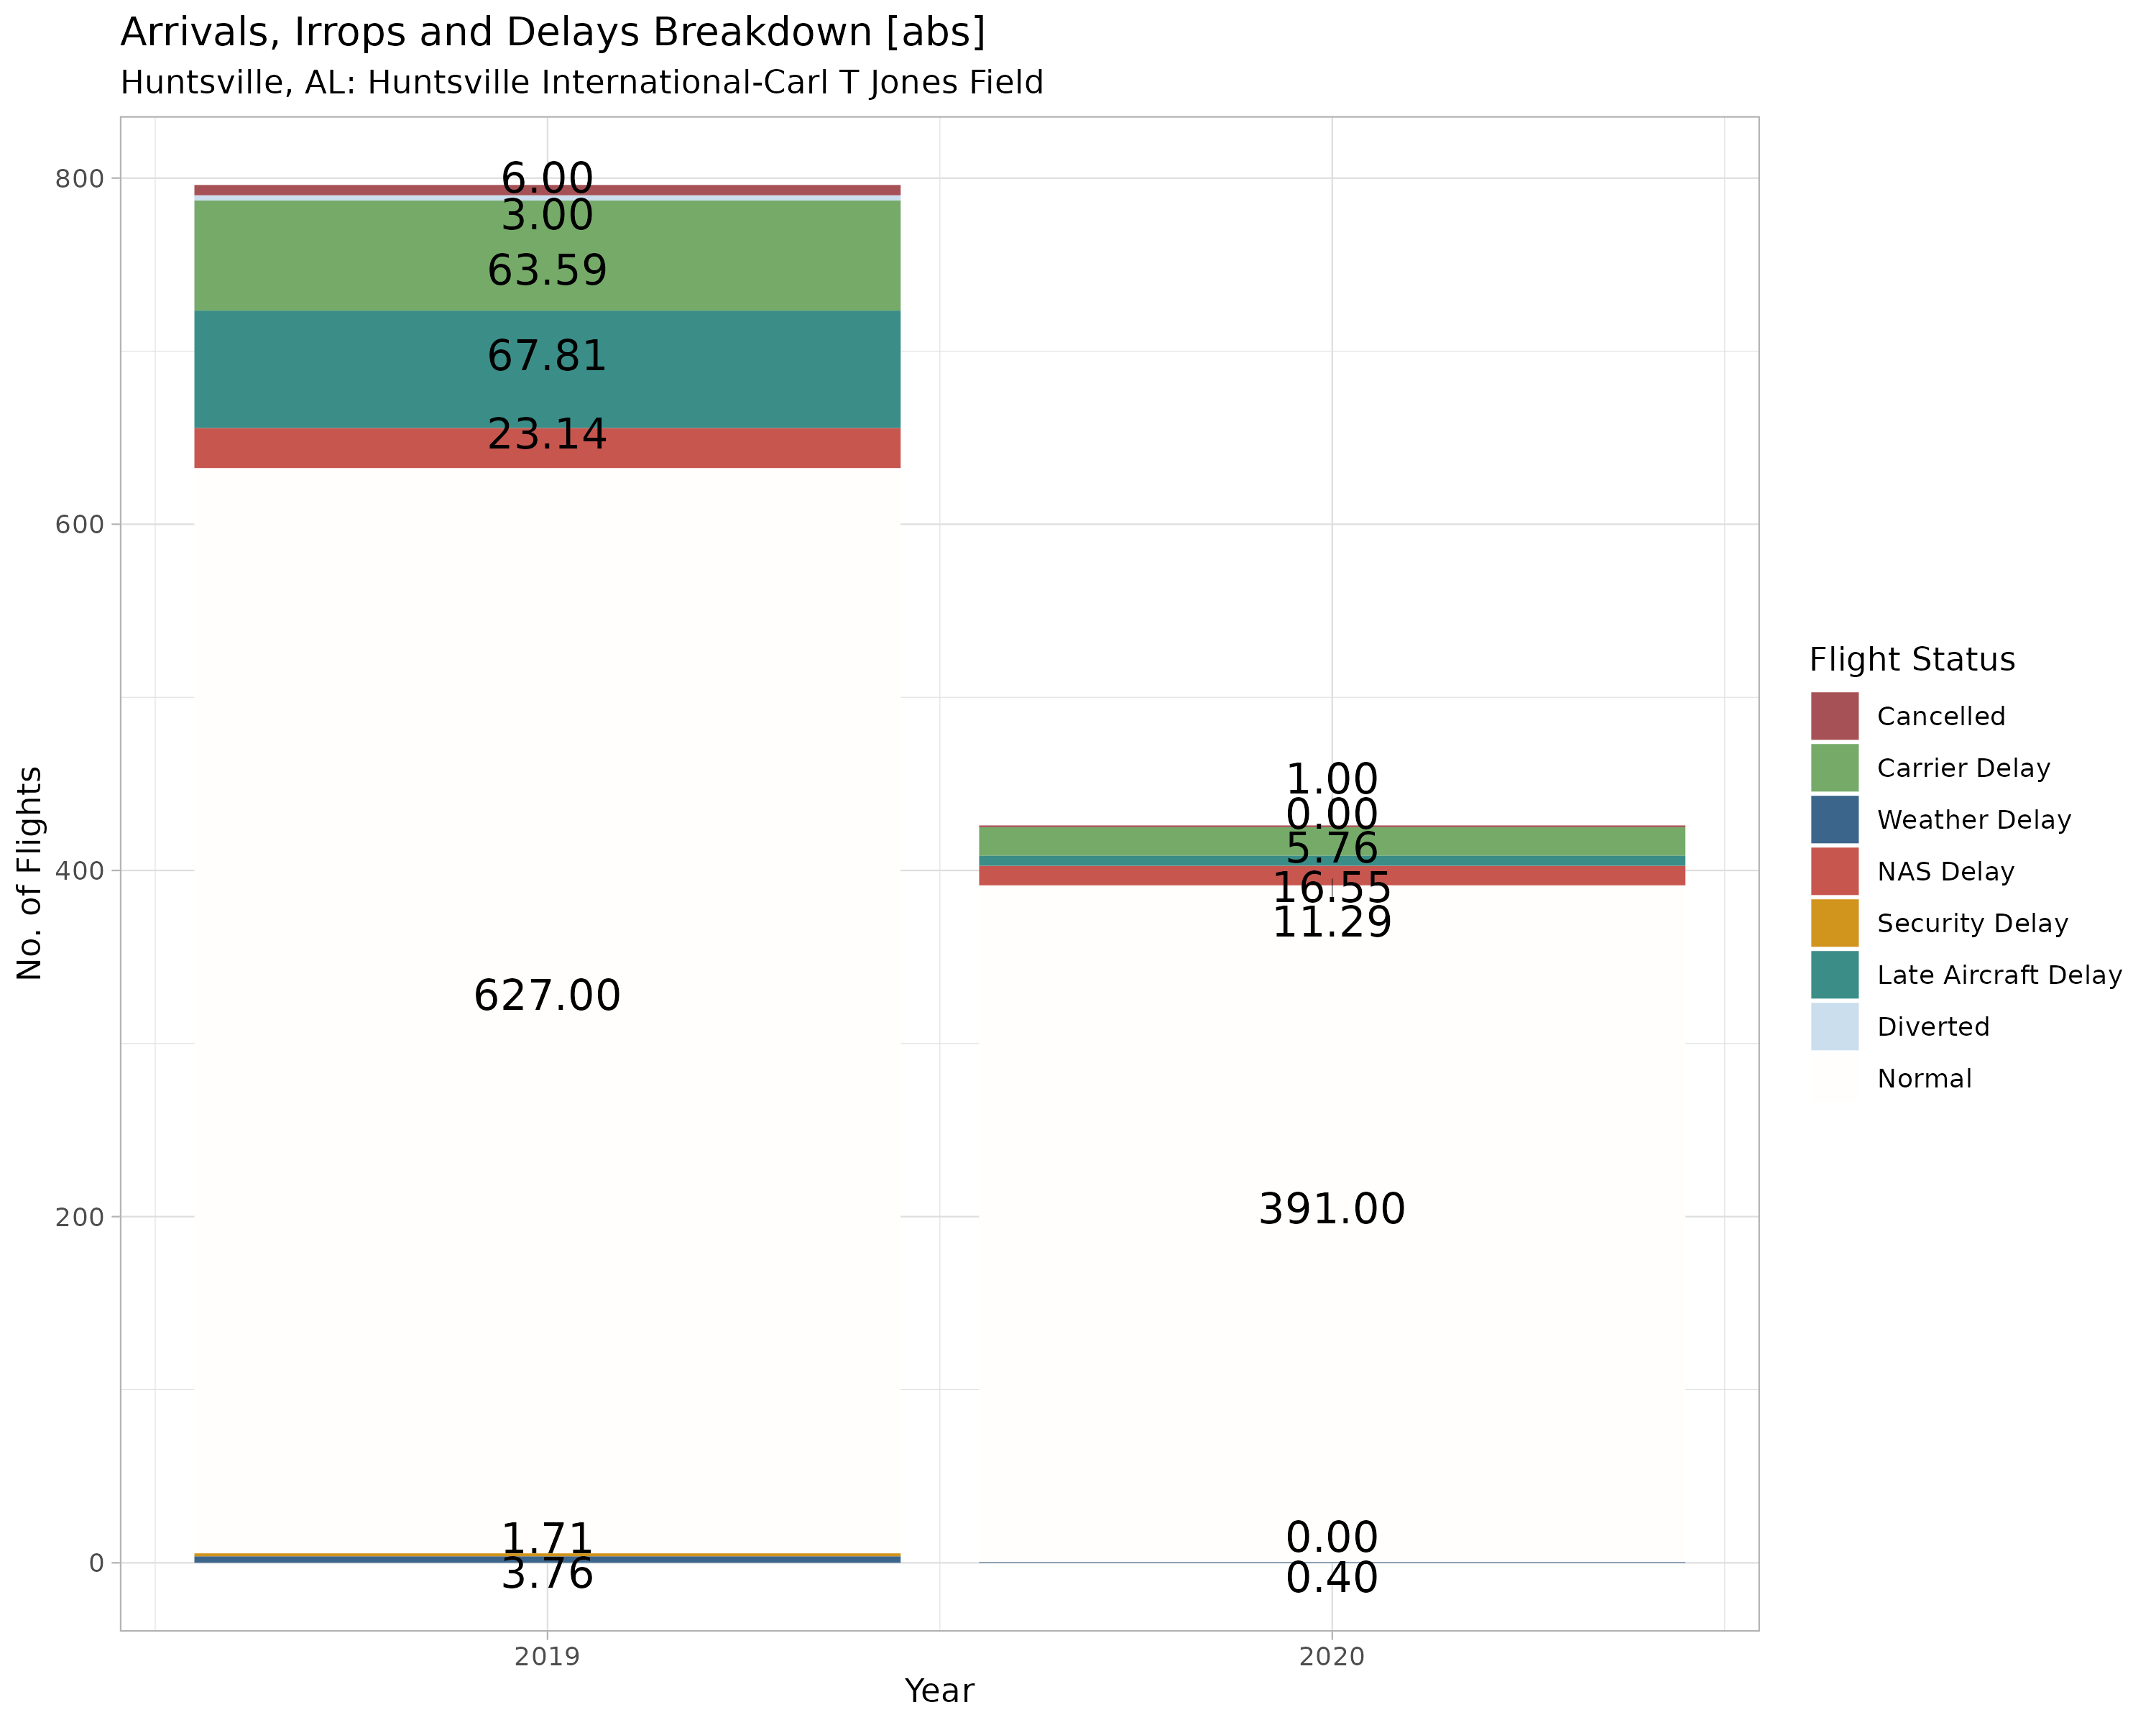 Arrivals, Irrops and Delays Breakdown [abs]
Huntsville, AL: Huntsville International-Carl T Jones Field
No. of Flights
800
600
400
200
0
6.00
3.00
63.59
67.81
23.14
627.00
1.71
3.76
1.00
0.00
5.76
16.55
11.29
391.00
0.00
0.40
2019
2020
Year
Flight Status
Cancelled
Carrier Delay
Weather Delay
NAS Delay
Security Delay
Late Aircraft Delay
Diverted
Normal